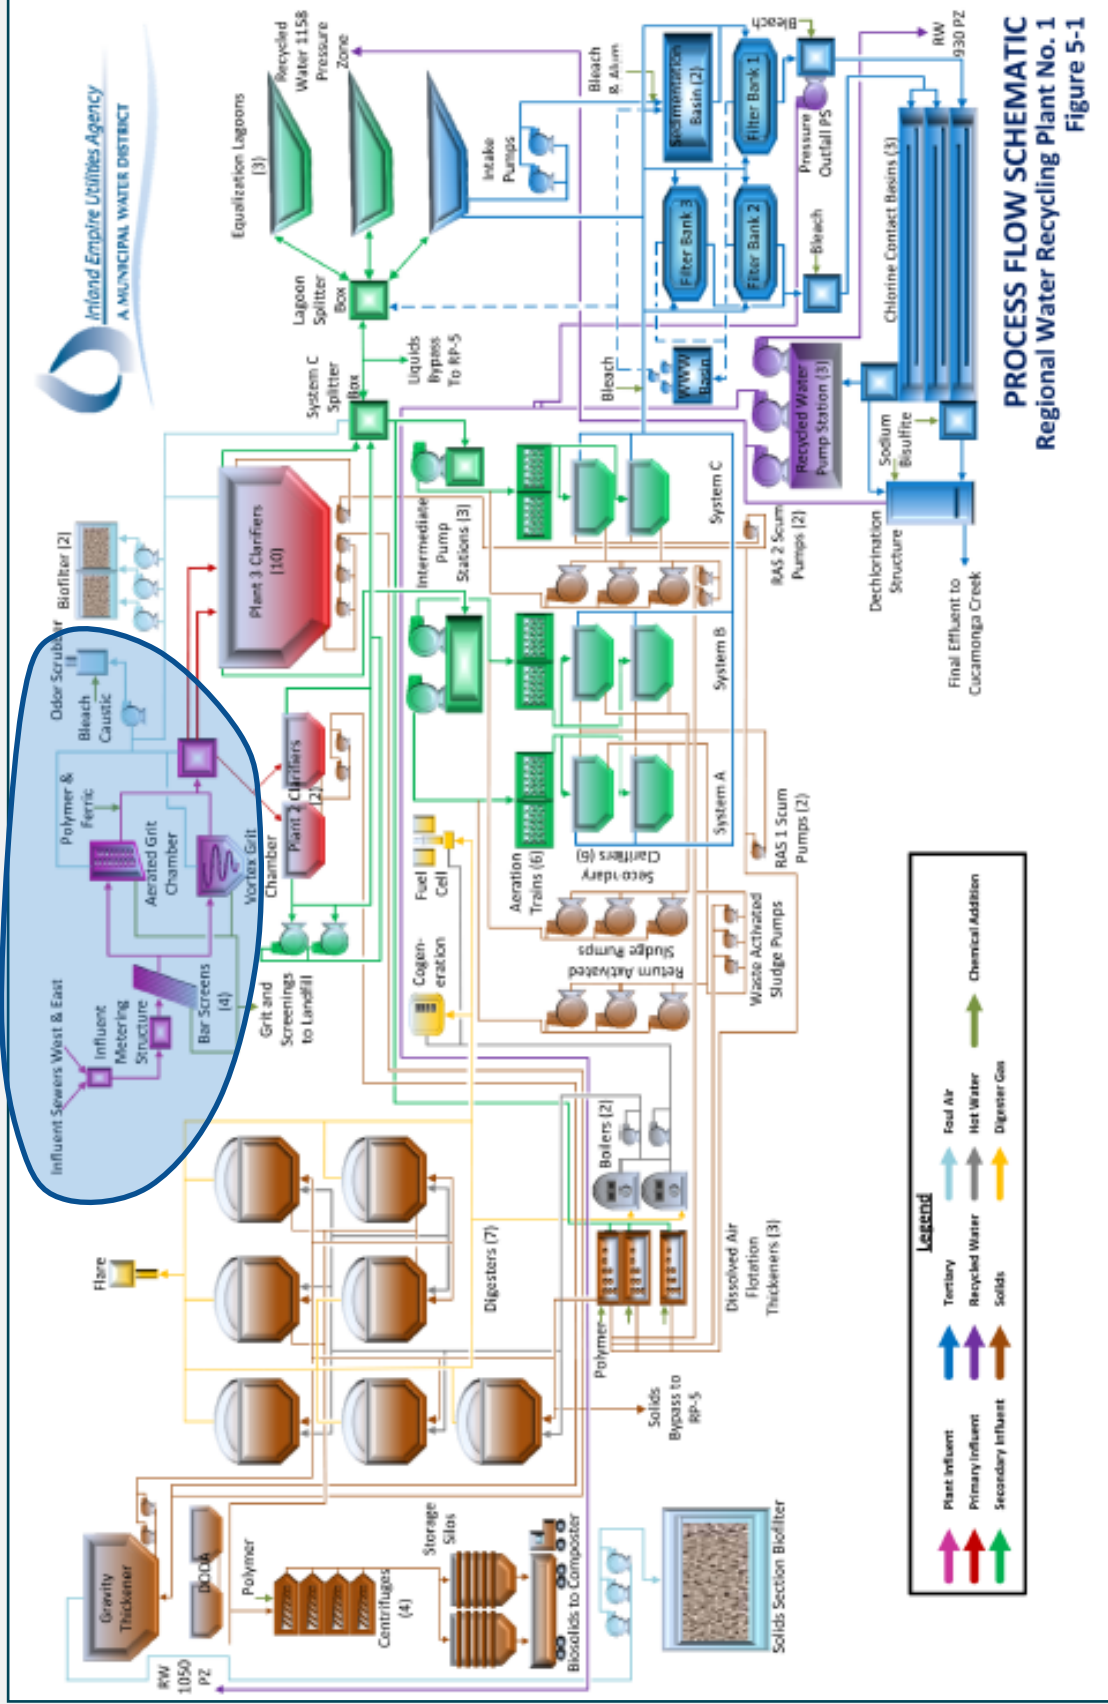 Inland Empire Utilities Agency
A MUNICIPAL WATER DISTRICT
PROCESS FLOW SCHEMATIC
Regional Water Recycling Plant No. 1
Figure 5-1
Influent Sewers West & East
Influent
Metering
Structure
Bar Screens
(4)
Grit and
Screenings
to Landfill
Polymer &
Ferric
Aerated Grit
Chamber
Vortex Grit
Chamber
Odor Scrubber
Bleach
Caustic
Biofilter (2)
Plant 3 Clarifiers
(10)
Plant 2 Clarifiers
(2)
System C
Splitter
Box
Liquids
Bypass
To RP-5
Lagoon
Splitter
Box
Equalization Lagoons
(3)
Recycled
Water 1158
Pressure
Zone
Intake
Pumps
Bleach
& Alum
Sedimentation
Basin (2)
Filter Bank 1
Filter Bank 2
Filter Bank 3
Bleach
Pressure
Outfall PS
RW
930 PZ
Bleach
Bleach
WWW
Basin
Chlorine Contact Basins (3)
Recycled Water
Pump Station (3)
Sodium
Bisulfite
Dechlorination
Structure
Final Effluent to
Cucamonga Creek
Intermediate
Pump
Stations (3)
Aeration
Trains (6)
Secondary
Clarifiers (6)
System A
System B
System C
RAS 2 Scum
Pumps (2)
RAS 1 Scum
Pumps (2)
Return Activated
Sludge Pumps
Waste Activated
Sludge Pumps
Fuel
Cell
Cogen-
eration
Boilers (2)
Flare
Digesters (7)
Dissolved Air
Flotation
Thickeners (3)
Polymer
Solids
Bypass to
RP-5
Gravity
Thickener
DODA
RW
1050
PZ
Polymer
Centrifuges
(4)
Storage
Silos
Biosolids to Composter
Solids Section Biofilter
Legend
Plant Influent
Primary Influent
Secondary Influent
Tertiary
Recycled Water
Solids
Foul Air
Hot Water
Digester Gas
Chemical Addition